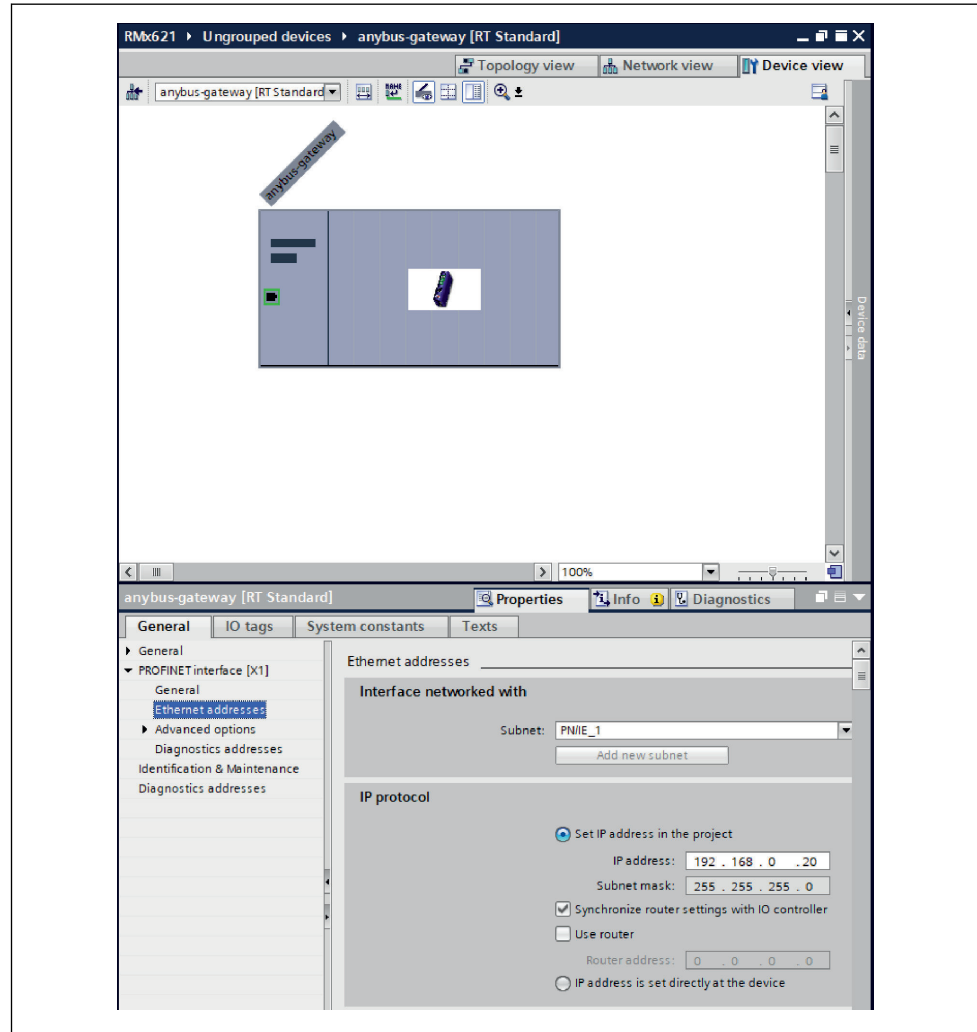 RMx621 ▸ Ungrouped devices ▸ anybus-gateway [RT Standard]
Topology view Network view Device view
anybus-gateway [RT Standard
anybus-gateway
Device data
100%
anybus-gateway [RT Standard] Properties Info Diagnostics
General IO tags System constants Texts
General
PROFINET interface [X1]
General
Ethernet addresses
Advanced options
Diagnostics addresses
Identification & Maintenance
Diagnostics addresses
Ethernet addresses
Interface networked with
Subnet: PN/IE_1
Add new subnet
IP protocol
Set IP address in the project
IP address: 192 . 168 . 0 . 20
Subnet mask: 255 . 255 . 255 . 0
Synchronize router settings with IO controller
Use router
Router address: 0 . 0 . 0 . 0
IP address is set directly at the device